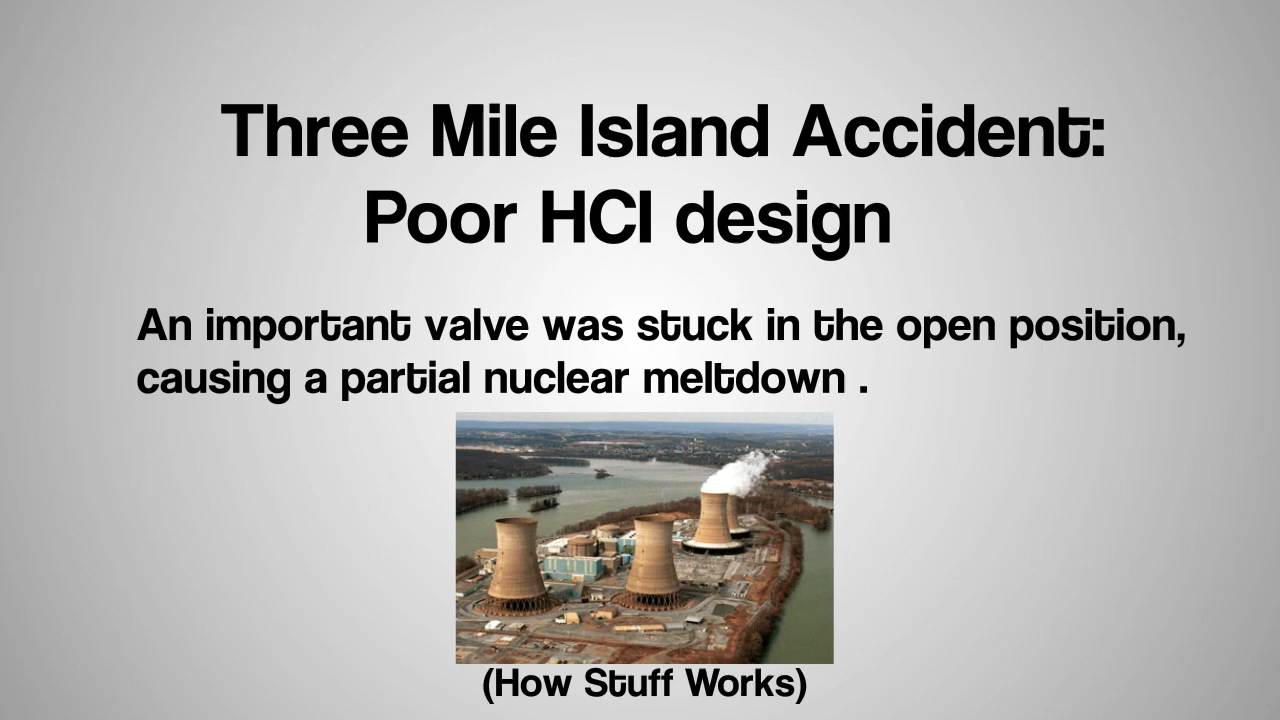 Three Mile Island Accident:
Poor HCI design
An important valve was stuck in the open position,
causing a partial nuclear meltdown .
(How Stuff Works)